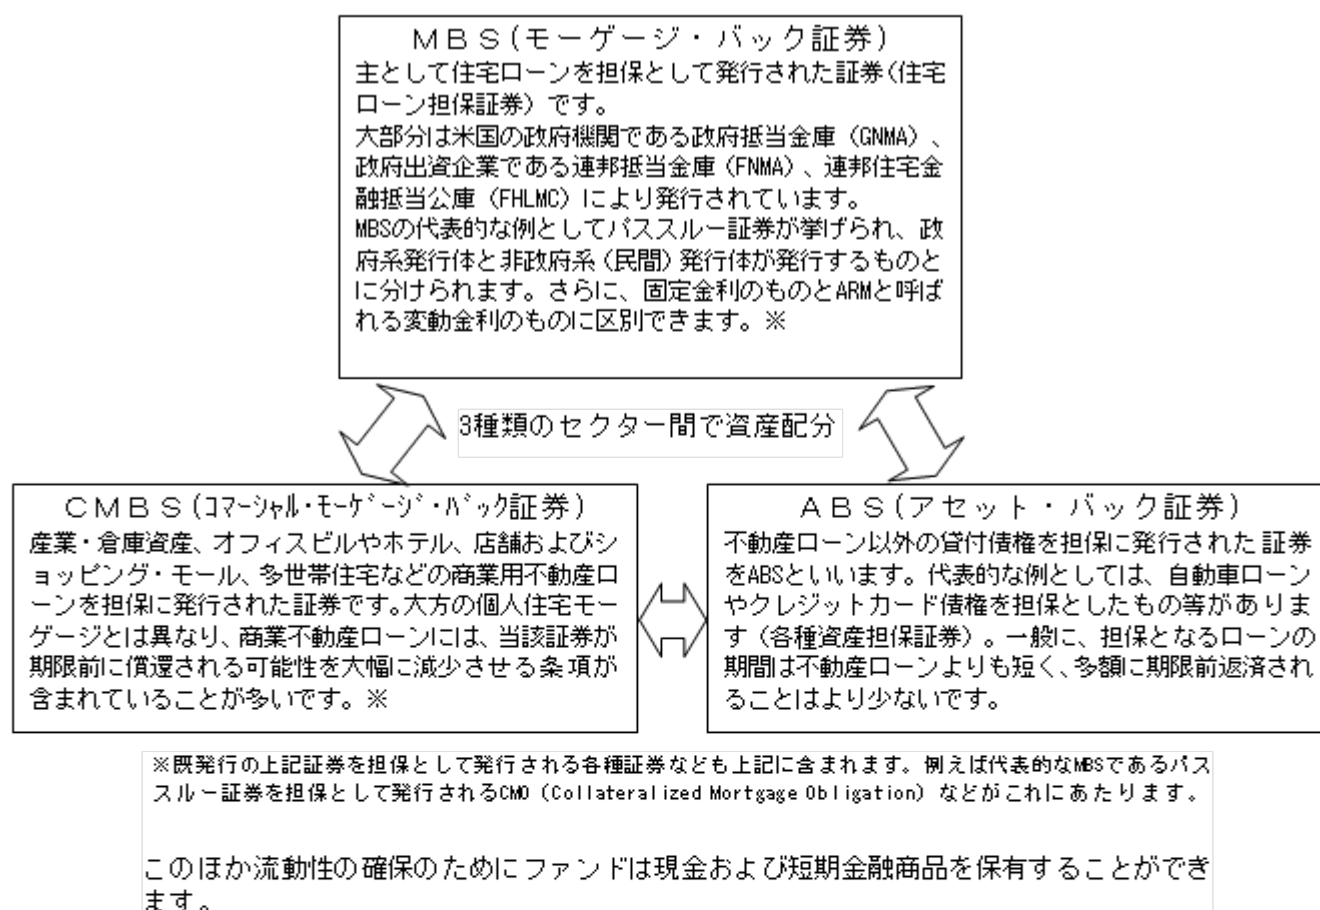 ＭＢＳ(モーゲージ・バック証券)
主として住宅ローンを担保として発行された証券(住宅
ローン担保証券)です。
大部分は米国の政府機関である政府抵当金庫(GNMA)、
政府出資企業である連邦抵当金庫(FNMA)、連邦住宅金
融抵当公庫(FHLMC)により発行されています。
MBSの代表的な例としてパススルー証券が挙げられ、政
府系発行体と非政府系(民間)発行体が発行するものと
に分けられます。さらに、固定金利のものとARMと呼ば
れる変動金利のものに区別できます。※
3種類のセクター間で資産配分
ＣＭＢＳ(ｺﾏｰｼｬﾙ・ﾓｰｹﾞｰｼﾞ・ﾊﾞｯｸ証券)
産業・倉庫資産、オフィスビルやホテル、店舗およびシ
ョッピング・モール、多世帯住宅などの商業用不動産ロ
ーンを担保に発行された証券です。大方の個人住宅モー
ゲージとは異なり、商業不動産ローンには、当該証券が
期限前に償還される可能性を大幅に減少させる条項が
含まれていることが多いです。※
ＡＢＳ(アセット・バック証券)
不動産ローン以外の貸付債権を担保に発行された証券
をABSといいます。代表的な例としては、自動車ローン
やクレジットカード債権を担保としたもの等がありま
す(各種資産担保証券)。一般に、担保となるローンの
期間は不動産ローンよりも短く、多額に期限前返済され
ることはより少ないです。
※既発行の上記証券を担保として発行される各種証券なども上記に含まれます。例えば代表的なMBSであるパス
スルー証券を担保として発行されるCMO(Collateralized Mortgage Obligation)などがこれにあたります。
このほか流動性の確保のためにファンドは現金および短期金融商品を保有することができ
ます。